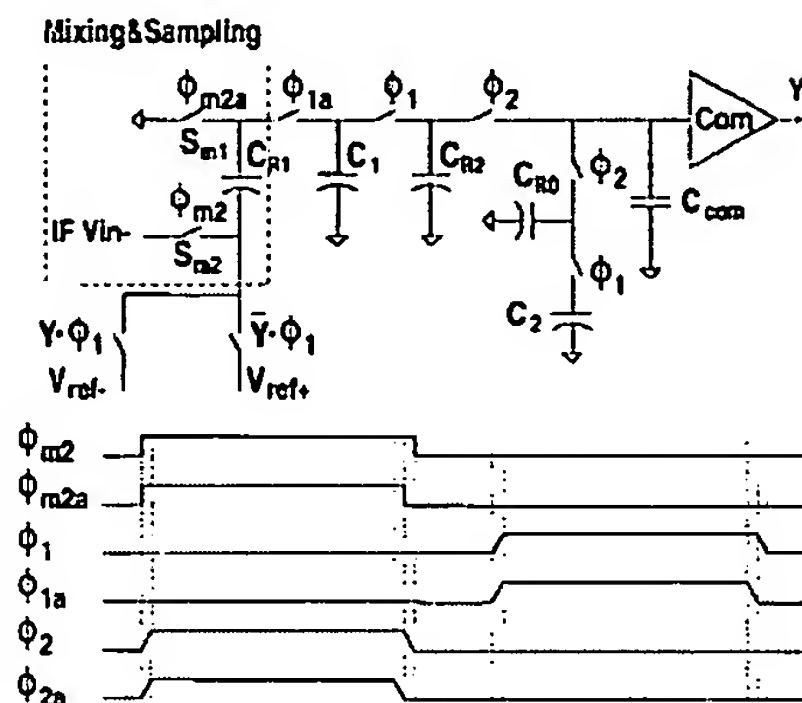 Mixing&Sampling
ϕm2a ϕ1a ϕ1 ϕ2
Com Y
Sm1 CR1 C1 CR2 CR0 ϕ2 Ccom
ϕm2
IF Vin-
Sm2
ϕ1
C2
Y·ϕ1 Ȳ·ϕ1
Vref- Vref+
ϕm2
ϕm2a
ϕ1
ϕ1a
ϕ2
ϕ2a